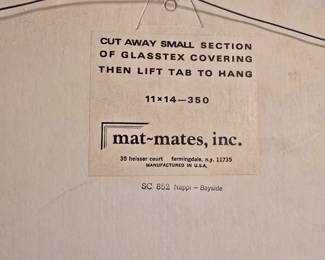 CUT AWAY SMALL SECTION
OF GLASSTEX COVERING
THEN LIFT TAB TO HANG
11×14—350
mat-mates, inc.
35 heisser court farmingdale, n.y. 11735
MANUFACTURED IN U.S.A.
SC 852 Nappi - Bayside